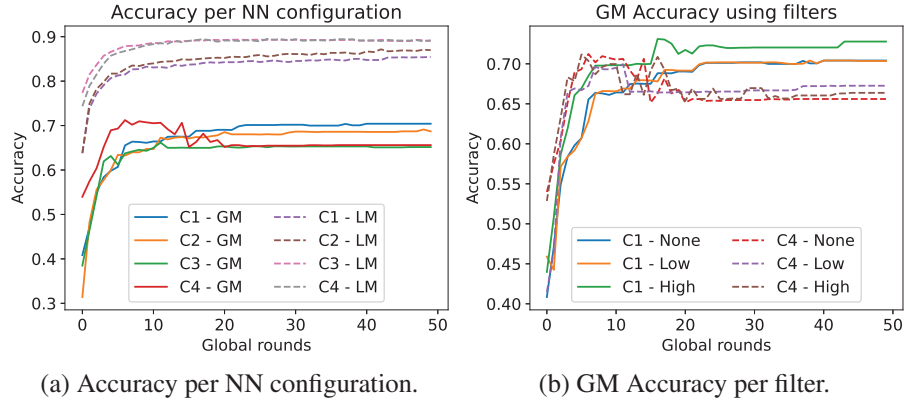 Accuracy per NN configuration
Accuracy
0.9
0.8
0.7
0.6
0.5
0.4
0.3
C1 - GM
C2 - GM
C3 - GM
C4 - GM
C1 - LM
C2 - LM
C3 - LM
C4 - LM
0 10 20 30 40 50
Global rounds
(a) Accuracy per NN configuration.
GM Accuracy using filters
Accuracy
0.70
0.65
0.60
0.55
0.50
0.45
0.40
C1 - None
C1 - Low
C1 - High
C4 - None
C4 - Low
C4 - High
0 10 20 30 40 50
Global rounds
(b) GM Accuracy per filter.